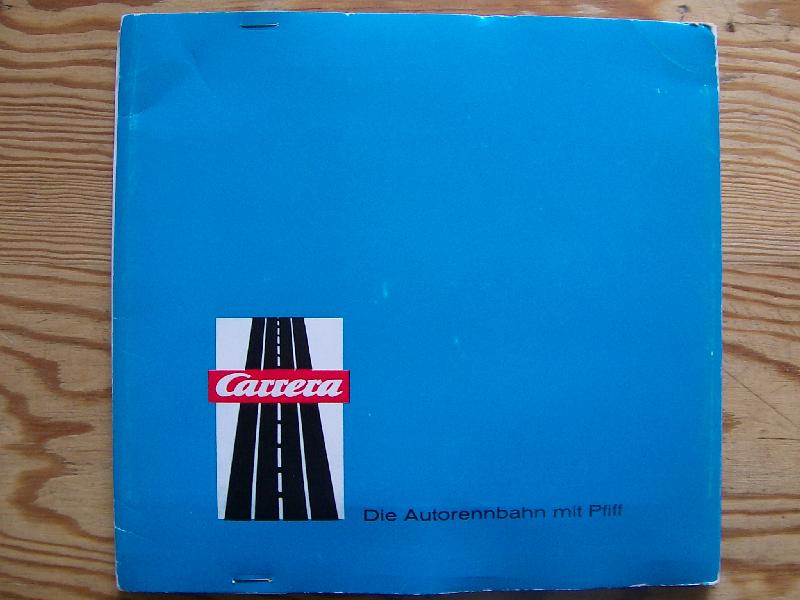 Carrera
Die Autorennbahn mit Pfiff